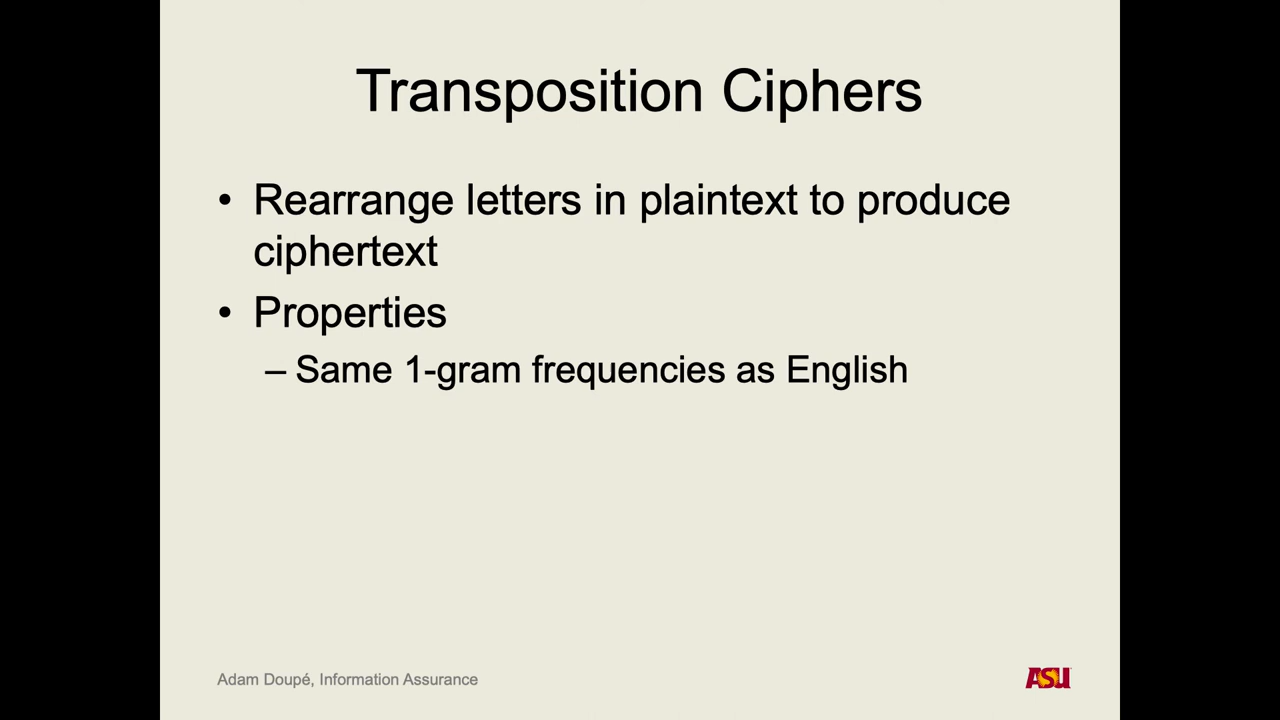 Transposition Ciphers
• Rearrange letters in plaintext to produce
ciphertext
• Properties
– Same 1-gram frequencies as English
Adam Doupé, Information Assurance
ASU